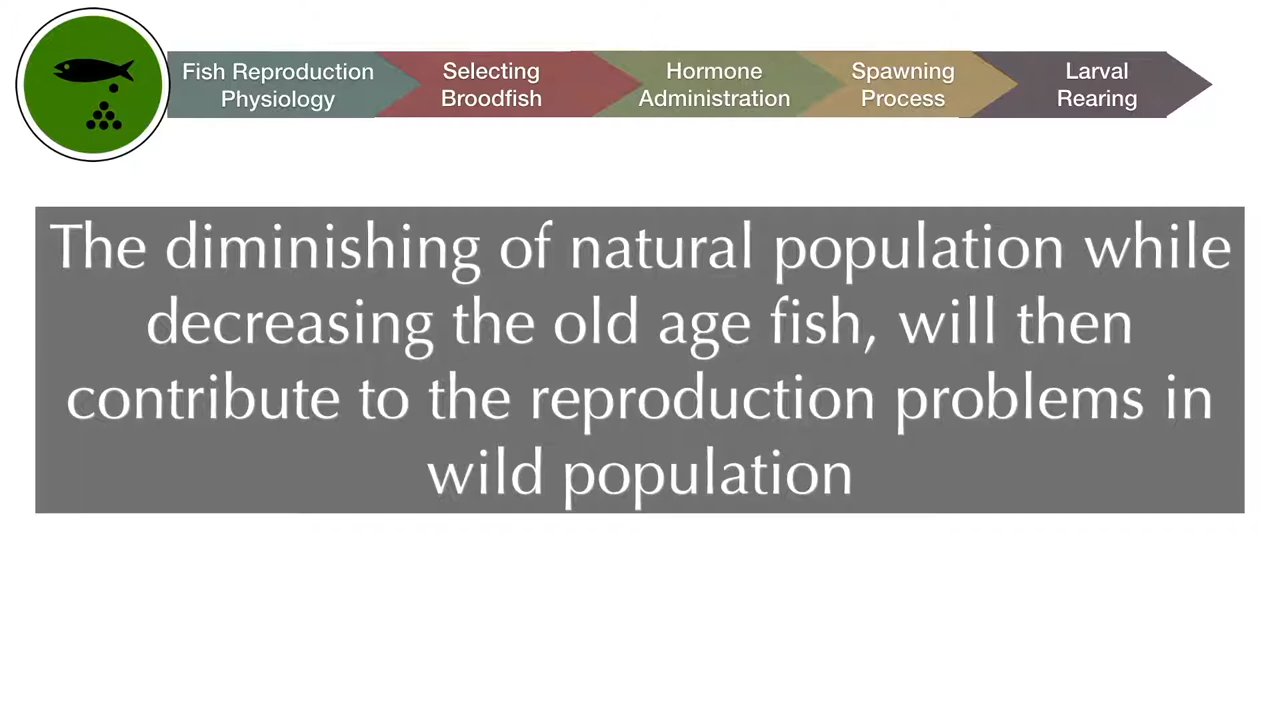 Fish Reproduction
Physiology
Selecting
Broodfish
Hormone
Administration
Spawning
Process
Larval
Rearing
The diminishing of natural population while
decreasing the old age fish, will then
contribute to the reproduction problems in
wild population